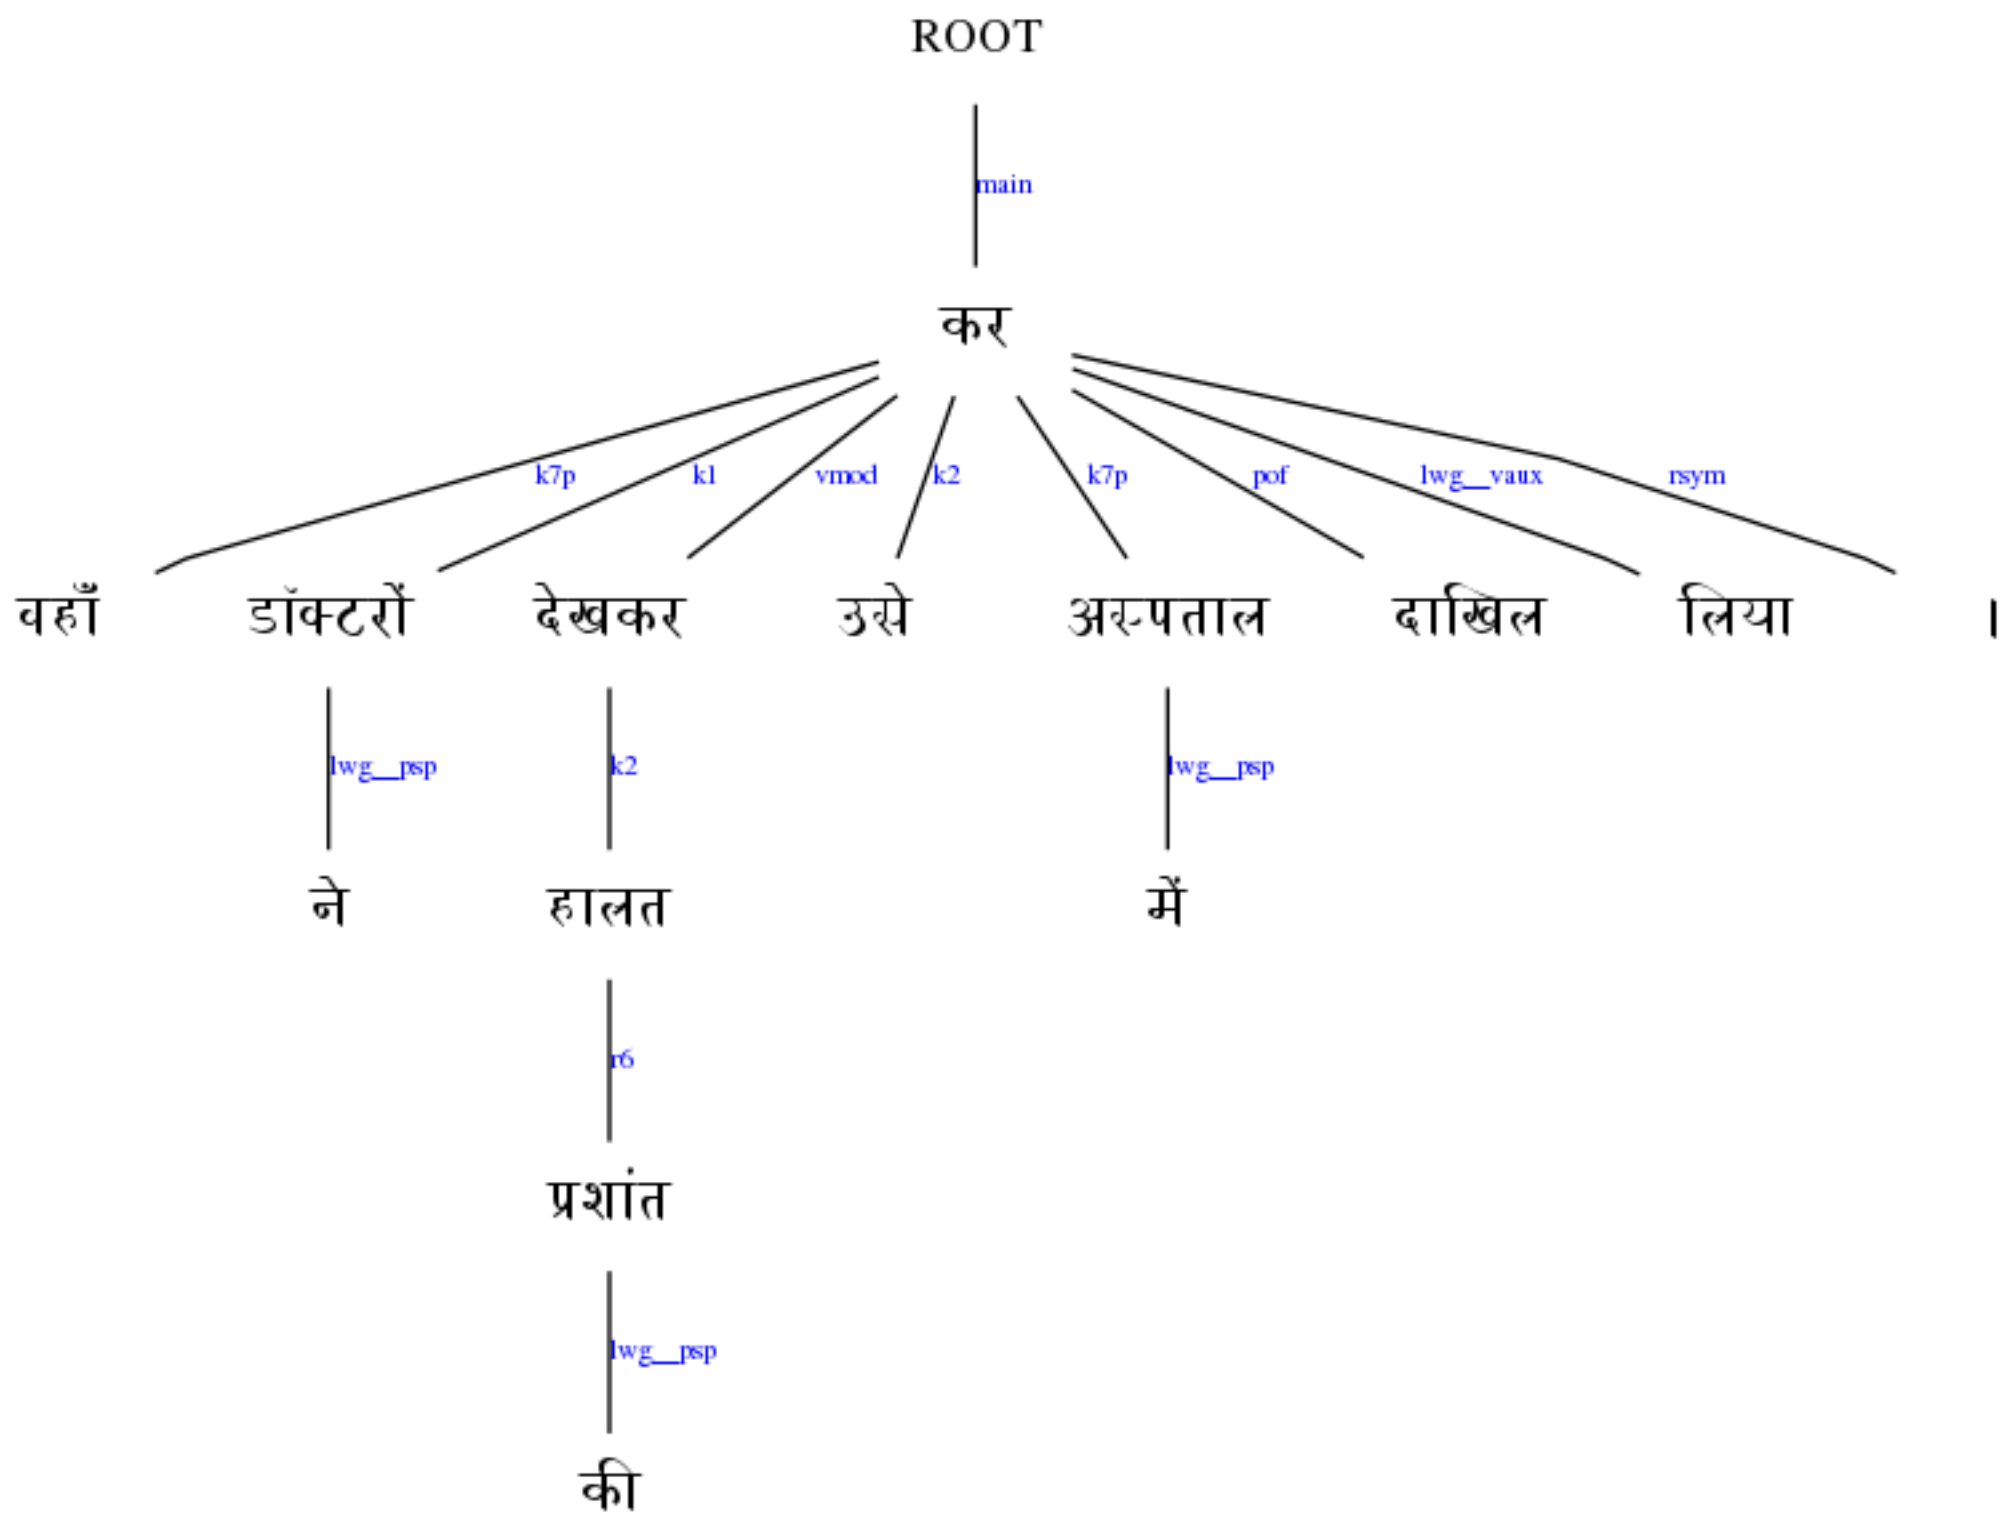 ROOT
main
कर
k7p k1 vmod k2 k7p pof lwg__vaux rsym
वहाँ डॉक्टरों देखकर उसे अस्पताल दाखिल लिया ।
lwg__psp k2 lwg__psp
ने हालत में
r6
प्रशांत
lwg__psp
की